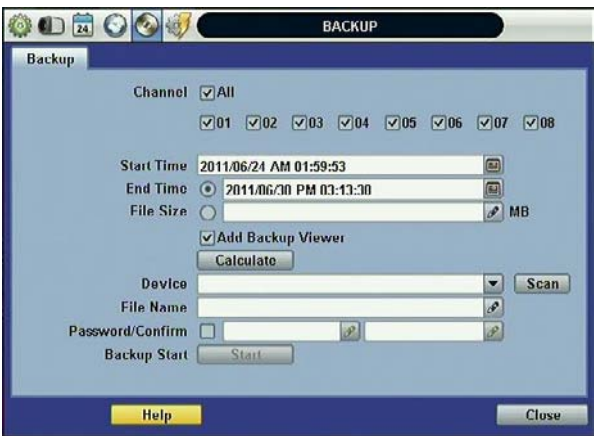 24
BACKUP
Backup
Channel All
01 02 03 04 05 06 07 08
Start Time 2011/06/24 AM 01:59:53
End Time 2011/06/30 PM 03:13:30
File Size MB
Add Backup Viewer
Calculate
Device Scan
File Name
Password/Confirm
Backup Start Start
Help Close